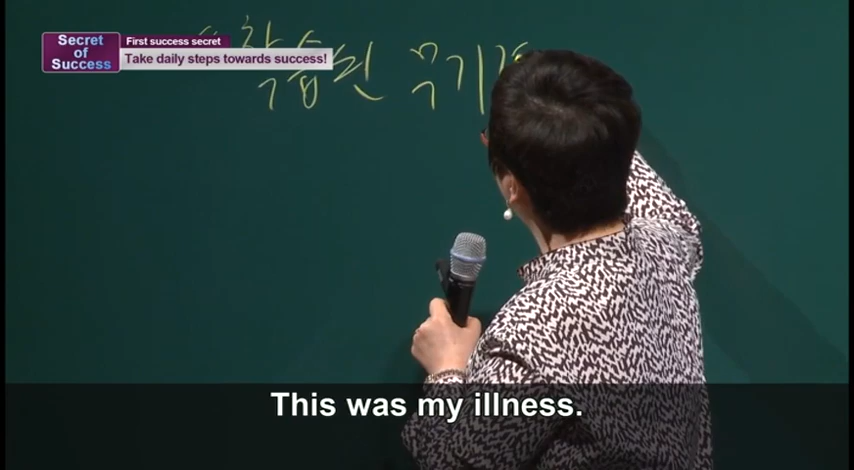 Secret
of
Success
First success secret
Take daily steps towards success!
학습된 무기
This was my illness.